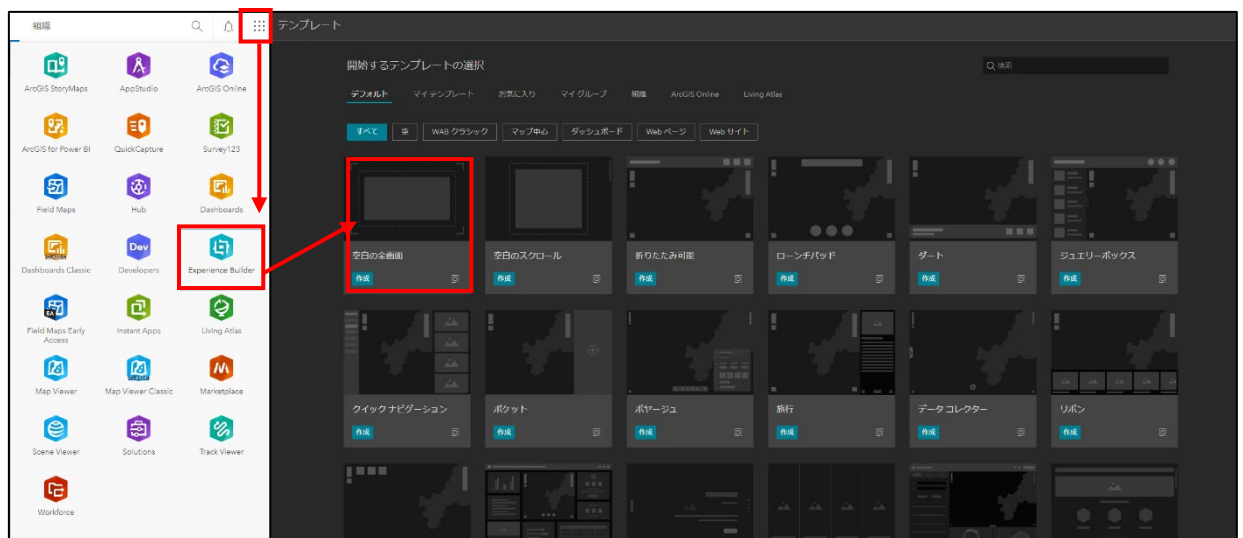 組織
ArcGIS StoryMaps
AppStudio
ArcGIS Online
ArcGIS for Power BI
QuickCapture
Survey123
Field Maps
Hub
Dashboards
CLASSIC
Dev
Dashboards Classic
Developers
Experience Builder
EA
Field Maps Early
Access
Instant Apps
Living Atlas
CLASSIC
Map Viewer
Map Viewer Classic
Marketplace
Scene Viewer
Solutions
Track Viewer
Workforce
テンプレート
開始するテンプレートの選択
検索
デフォルト マイテンプレート お気に入り マイグループ 組織 ArcGIS Online Living Atlas
すべて 空 WAB クラシック マップ中心 ダッシュボード Web ページ Web サイト
空白の全画面
空白のスクロール
折りたたみ可能
ローンチパッド
ダート
ジュエリーボックス
作成 作成 作成 作成 作成 作成
クイック ナビゲーション
ポケット
ボヤージュ
旅行
データ コレクター
リボン
作成 作成 作成 作成 作成 作成